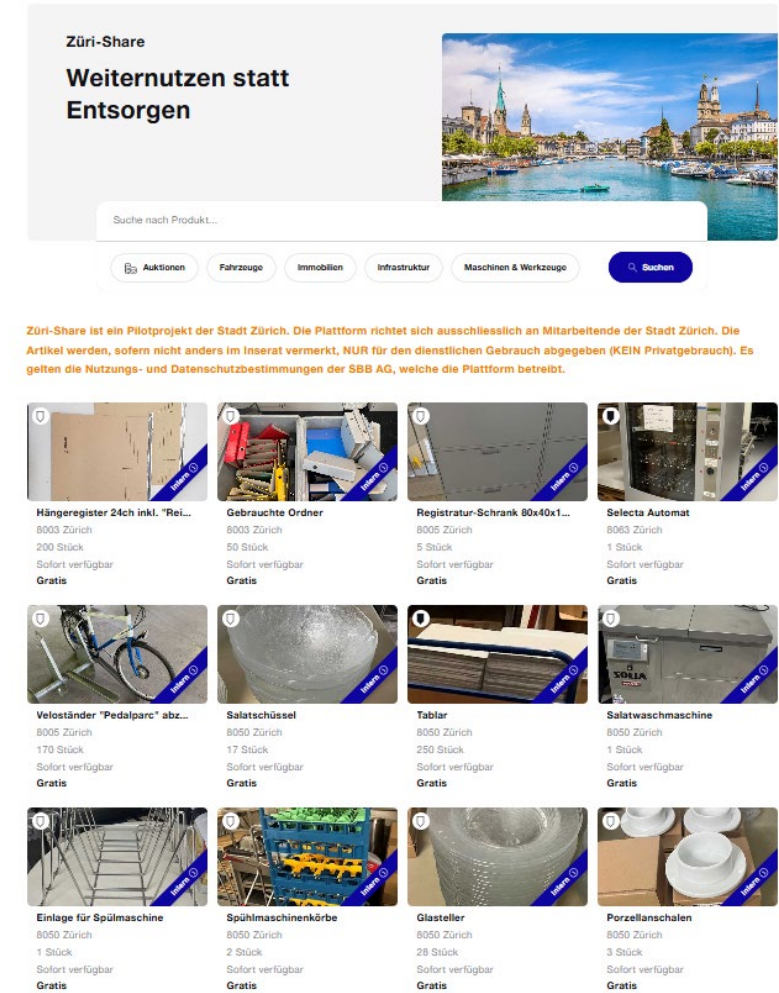 Züri-Share
Weiternutzen statt
Entsorgen
Suche nach Produkt...
Auktionen
Fahrzeuge
Immobilien
Infrastruktur
Maschinen & Werkzeuge
Suchen
Züri-Share ist ein Pilotprojekt der Stadt Zürich. Die Plattform richtet sich ausschliesslich an Mitarbeitende der Stadt Zürich. Die
Artikel werden, sofern nicht anders im Inserat vermerkt, NUR für den dienstlichen Gebrauch abgegeben (KEIN Privatgebrauch). Es
gelten die Nutzungs- und Datenschutzbestimmungen der SBB AG, welche die Plattform betreibt.
Intern
Hängeregister 24ch inkl. "Rei...
8003 Zürich
200 Stück
Sofort verfügbar
Gratis
Intern
Gebrauchte Ordner
8003 Zürich
50 Stück
Sofort verfügbar
Gratis
Intern
Registratur-Schrank 80x40x1...
8005 Zürich
5 Stück
Sofort verfügbar
Gratis
Intern
Selecta Automat
8063 Zürich
1 Stück
Sofort verfügbar
Gratis
Intern
Veloständer "Pedalparc" abz...
8005 Zürich
170 Stück
Sofort verfügbar
Gratis
Intern
Salatschüssel
8050 Zürich
17 Stück
Sofort verfügbar
Gratis
Intern
Tablar
8050 Zürich
250 Stück
Sofort verfügbar
Gratis
SOLIA
Intern
Salatwaschmaschine
8050 Zürich
1 Stück
Sofort verfügbar
Gratis
Intern
Einlage für Spülmaschine
8050 Zürich
1 Stück
Sofort verfügbar
Gratis
Intern
Spühlmaschinenkörbe
8050 Zürich
2 Stück
Sofort verfügbar
Gratis
Intern
Glasteller
8050 Zürich
28 Stück
Sofort verfügbar
Gratis
Intern
Porzellanschalen
8050 Zürich
3 Stück
Sofort verfügbar
Gratis